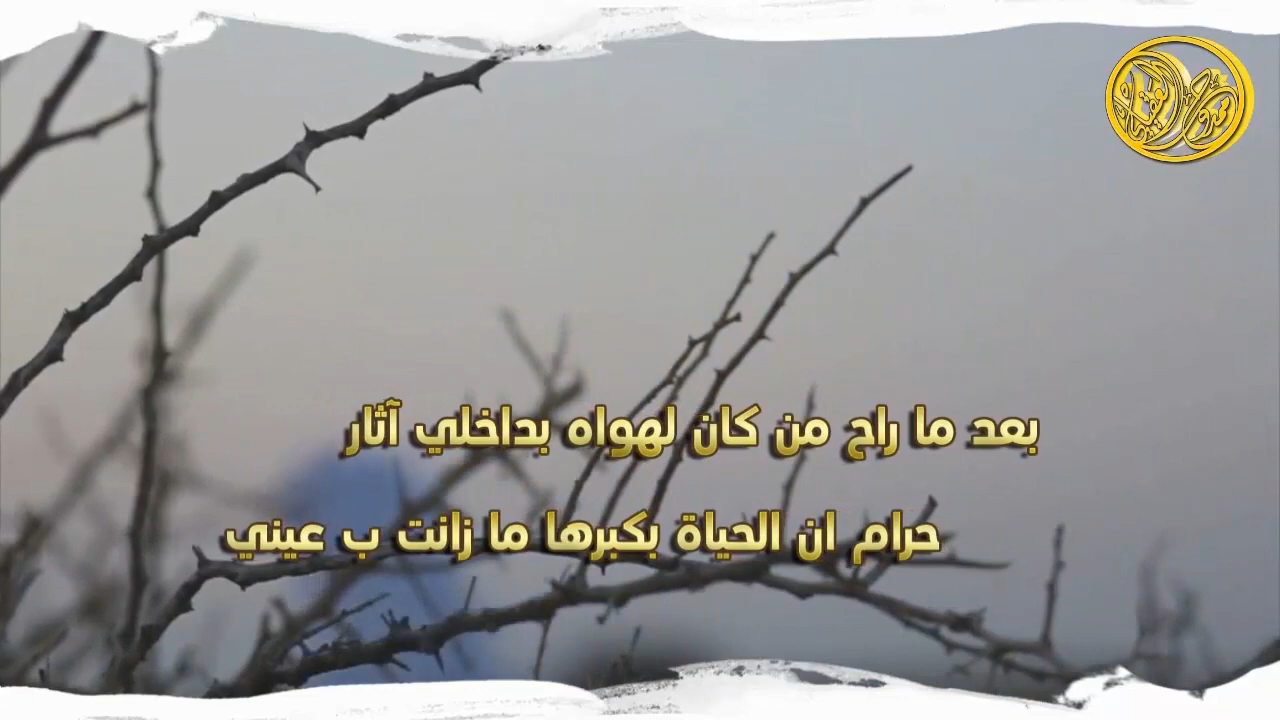 بعد ما راح من كان لهواه بداخلي آثار
حرام ان الحياة بكبرها ما زانت ب عيني